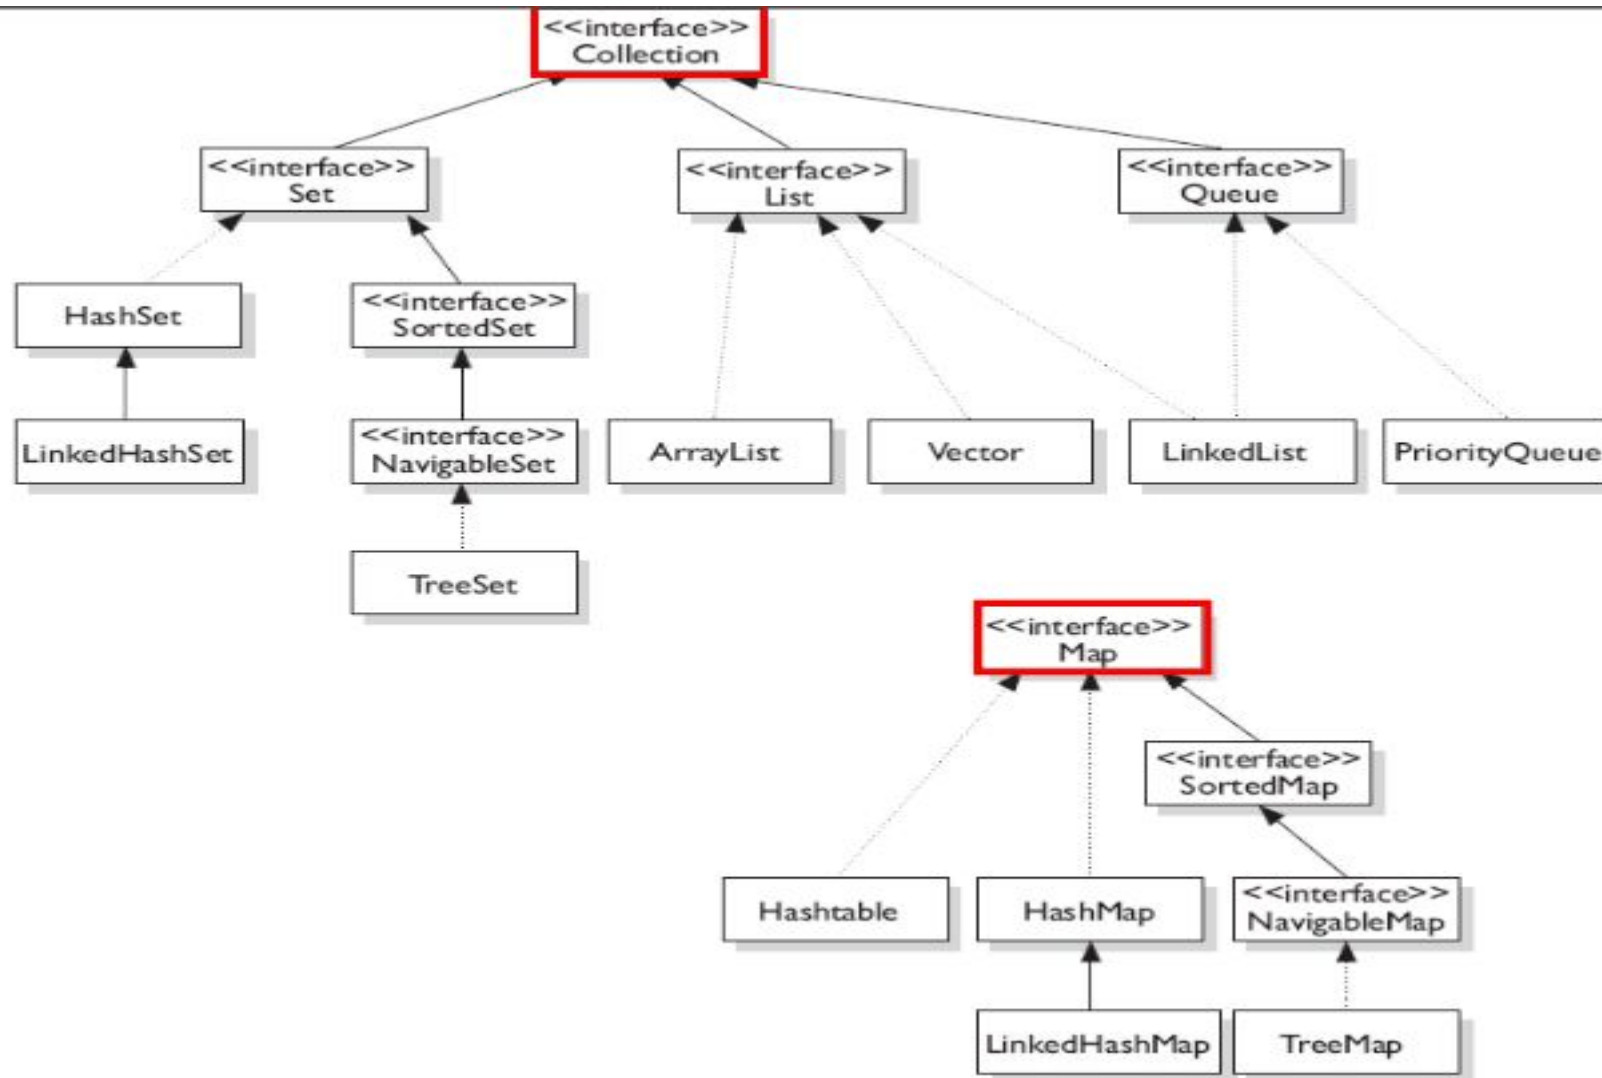 <<interface>>
Collection
<<interface>>
Set
<<interface>>
List
<<interface>>
Queue
HashSet
<<interface>>
SortedSet
LinkedHashSet
<<interface>>
NavigableSet
ArrayList
Vector
LinkedList
PriorityQueue
TreeSet
<<interface>>
Map
<<interface>>
SortedMap
Hashtable
HashMap
<<interface>>
NavigableMap
LinkedHashMap
TreeMap